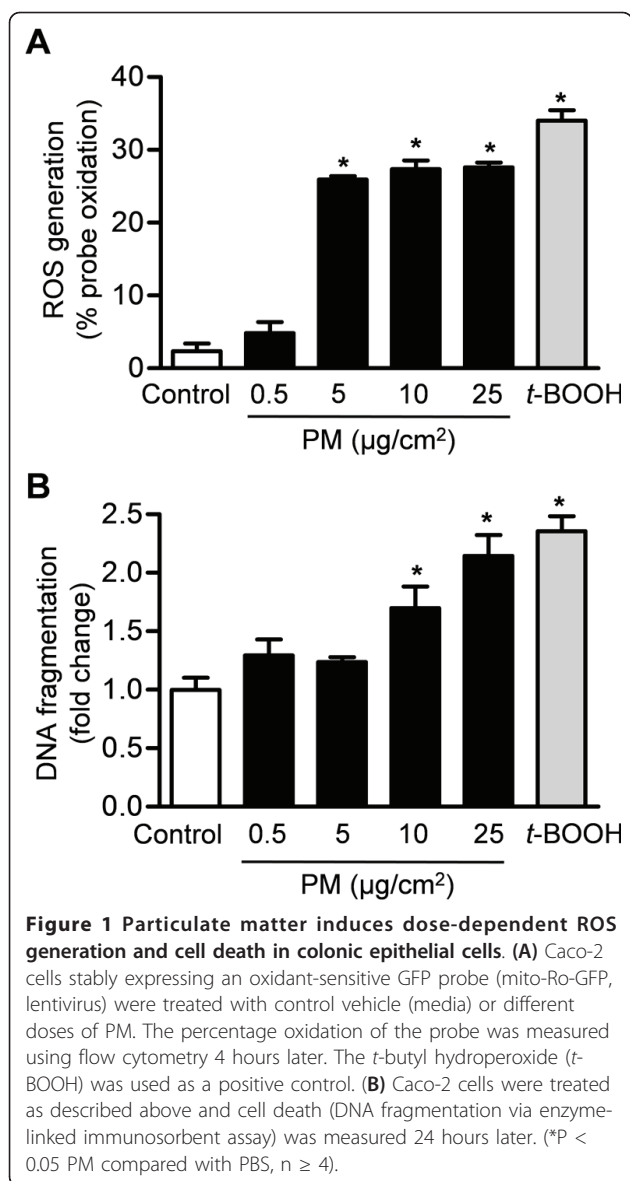 A
ROS generation
(% probe oxidation)
40
30
20
10
0
* * * *
Control 0.5 5 10 25 t-BOOH
PM (µg/cm²)
B
DNA fragmentation
(fold change)
2.5
2.0
1.5
1.0
0.5
0.0
* * *
Control 0.5 5 10 25 t-BOOH
PM (µg/cm²)
Figure 1 Particulate matter induces dose-dependent ROS
generation and cell death in colonic epithelial cells. (A) Caco-2
cells stably expressing an oxidant-sensitive GFP probe (mito-Ro-GFP,
lentivirus) were treated with control vehicle (media) or different
doses of PM. The percentage oxidation of the probe was measured
using flow cytometry 4 hours later. The t-butyl hydroperoxide (t-
BOOH) was used as a positive control. (B) Caco-2 cells were treated
as described above and cell death (DNA fragmentation via enzyme-
linked immunosorbent assay) was measured 24 hours later. (*P <
0.05 PM compared with PBS, n ≥ 4).